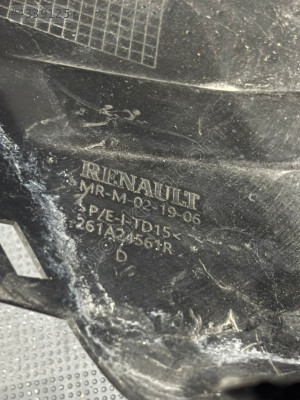 RENAULT
MR-M-02-19-06
>P/E-I-TD15<
261A24561R
D